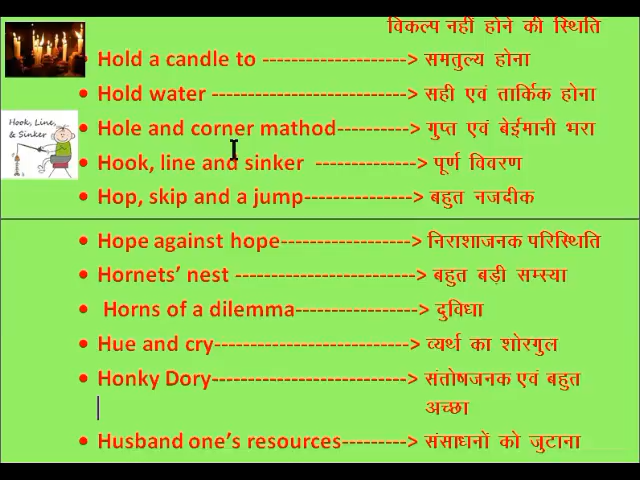 विकल्प नहीं होने की स्थिति
Hold a candle to --------------------> समतुल्य होना
Hold water ----------------------------> सही एवं तार्किक होना
Hook, Line,
& Sinker
Hole and corner mathod----------> गुप्त एवं बेईमानी भरा
Hook, line and sinker --------------> पूर्ण विवरण
Hop, skip and a jump---------------> बहुत नजदीक
Hope against hope------------------> निराशाजनक परिस्थिति
Hornets’ nest -------------------------> बहुत बड़ी सम्स्या
Horns of a dilemma-----------------> दुविधा
Hue and cry---------------------------> व्यर्थ का शोरगुल
Honky Dory---------------------------> संतोषजनक एवं बहुत
अच्छा
Husband one’s resources---------> संसाधनों को जुटाना